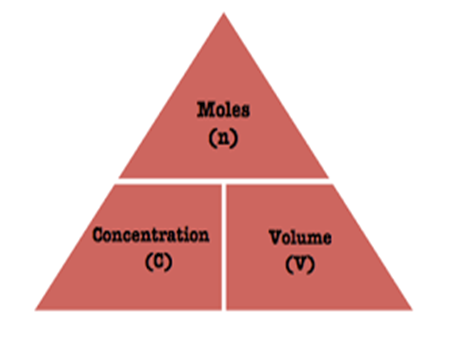 Moles
(n)
Concentration
(C)
Volume
(V)